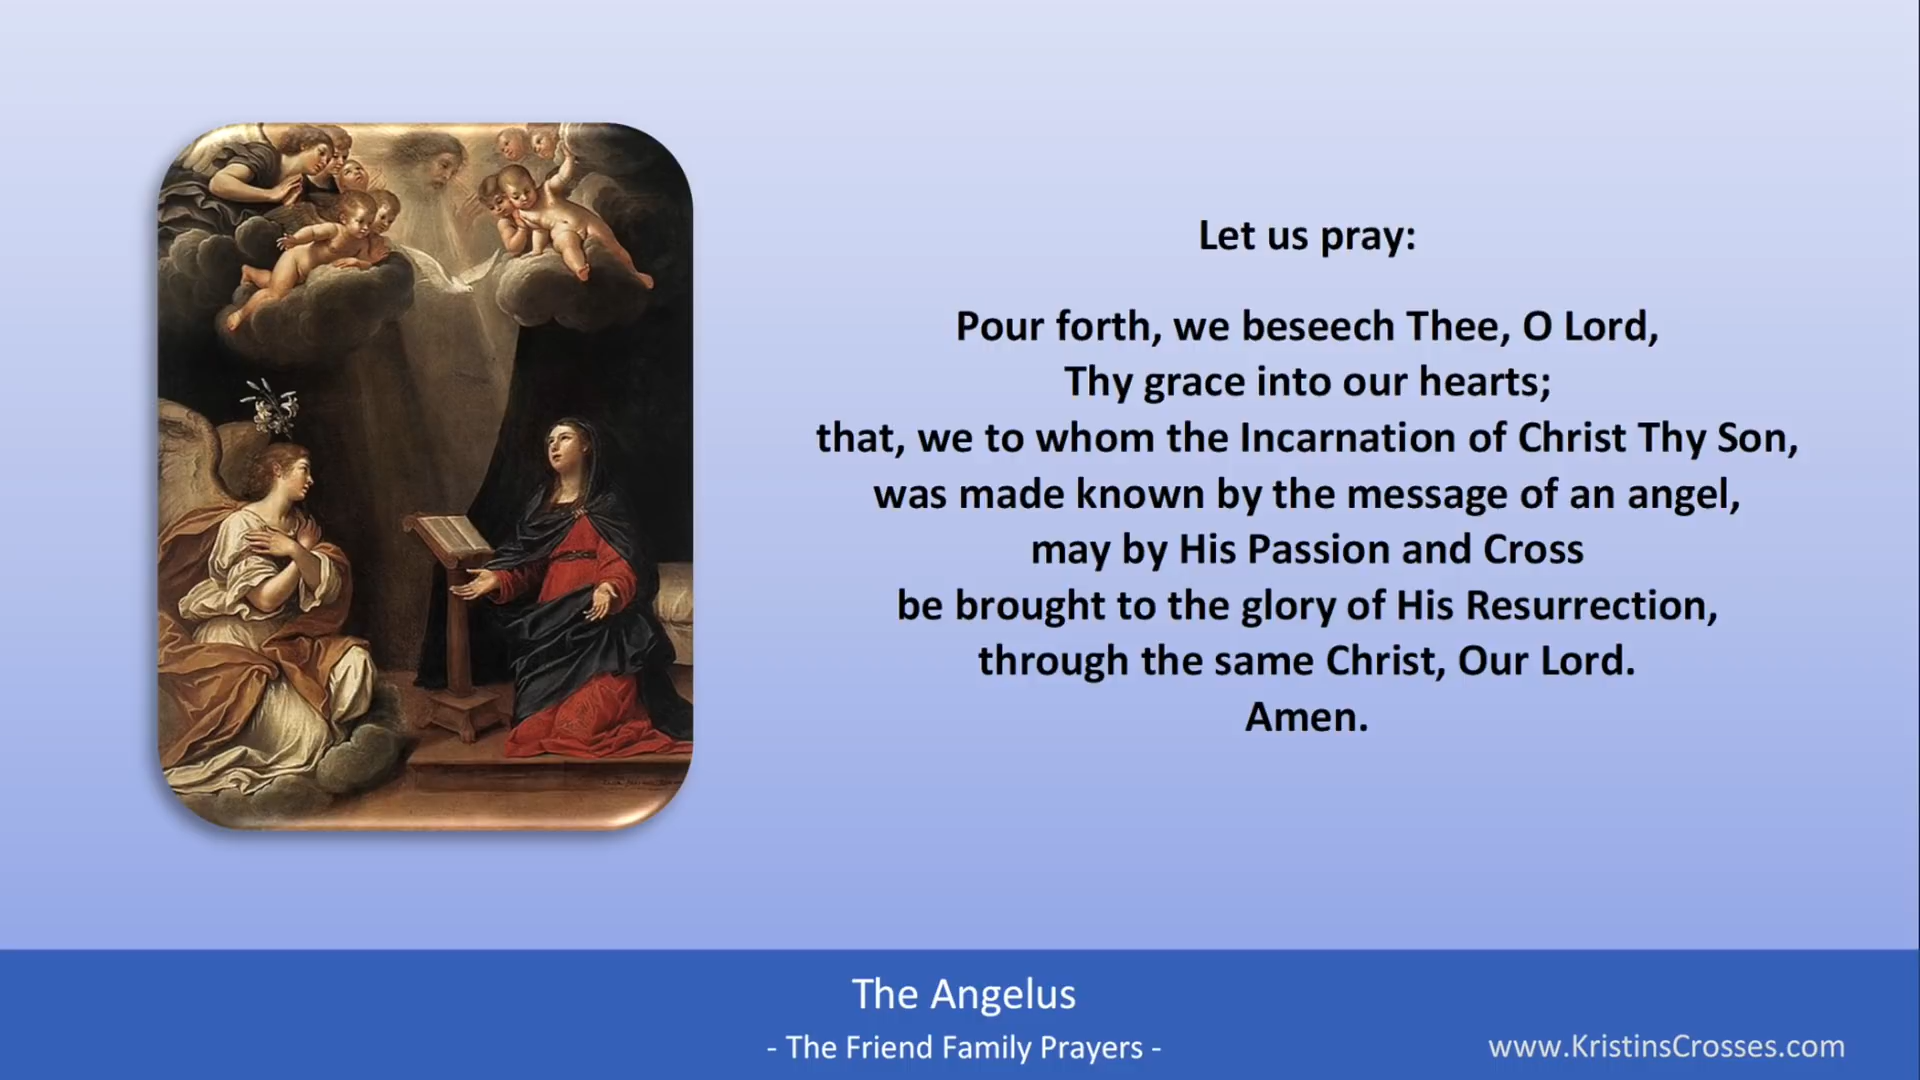 Let us pray:
Pour forth, we beseech Thee, O Lord,
Thy grace into our hearts;
that, we to whom the Incarnation of Christ Thy Son,
was made known by the message of an angel,
may by His Passion and Cross
be brought to the glory of His Resurrection,
through the same Christ, Our Lord.
Amen.
The Angelus
- The Friend Family Prayers -
www.KristinsCrosses.com